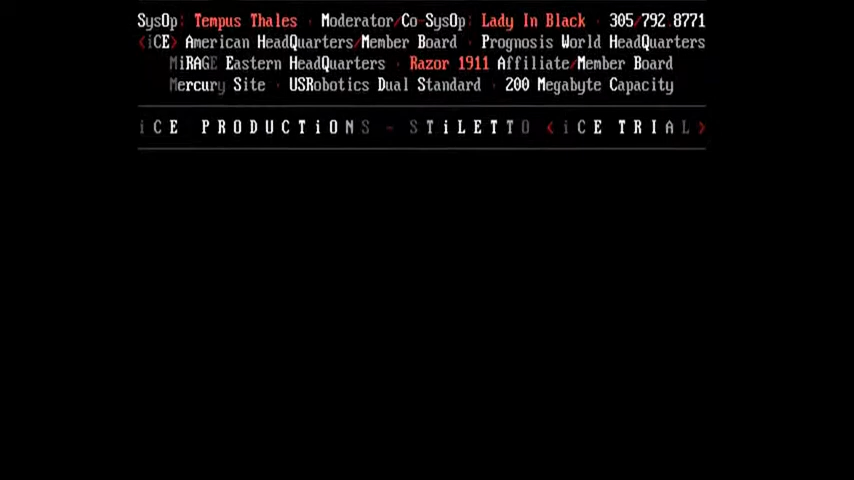 SysOp: Tempus Thales · Moderator/Co-SysOp: Lady In Black · 305/792.8771
<iCE> American HeadQuarters/Member Board · Prognosis World HeadQuarters
MiRAGE Eastern HeadQuarters · Razor 1911 Affiliate/Member Board
Mercury Site · USRobotics Dual Standard · 200 Megabyte Capacity
iCE PRODUCTiONS - STiLETTO <iCE TRIAL>